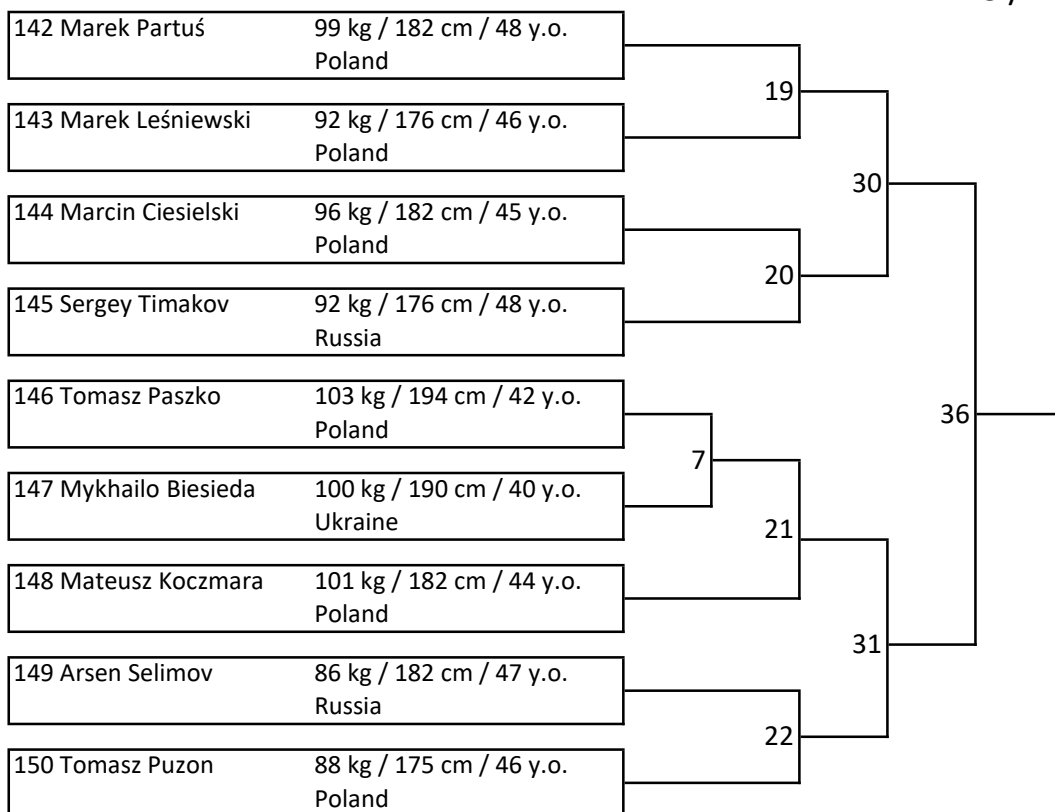 142 Marek Partuś 99 kg / 182 cm / 48 y.o.
Poland
19
143 Marek Leśniewski 92 kg / 176 cm / 46 y.o.
Poland
30
144 Marcin Ciesielski 96 kg / 182 cm / 45 y.o.
Poland
20
145 Sergey Timakov 92 kg / 176 cm / 48 y.o.
Russia
146 Tomasz Paszko 103 kg / 194 cm / 42 y.o.
Poland
36
7
147 Mykhailo Biesieda 100 kg / 190 cm / 40 y.o.
Ukraine
21
148 Mateusz Koczmara 101 kg / 182 cm / 44 y.o.
Poland
31
149 Arsen Selimov 86 kg / 182 cm / 47 y.o.
Russia
22
150 Tomasz Puzon 88 kg / 175 cm / 46 y.o.
Poland